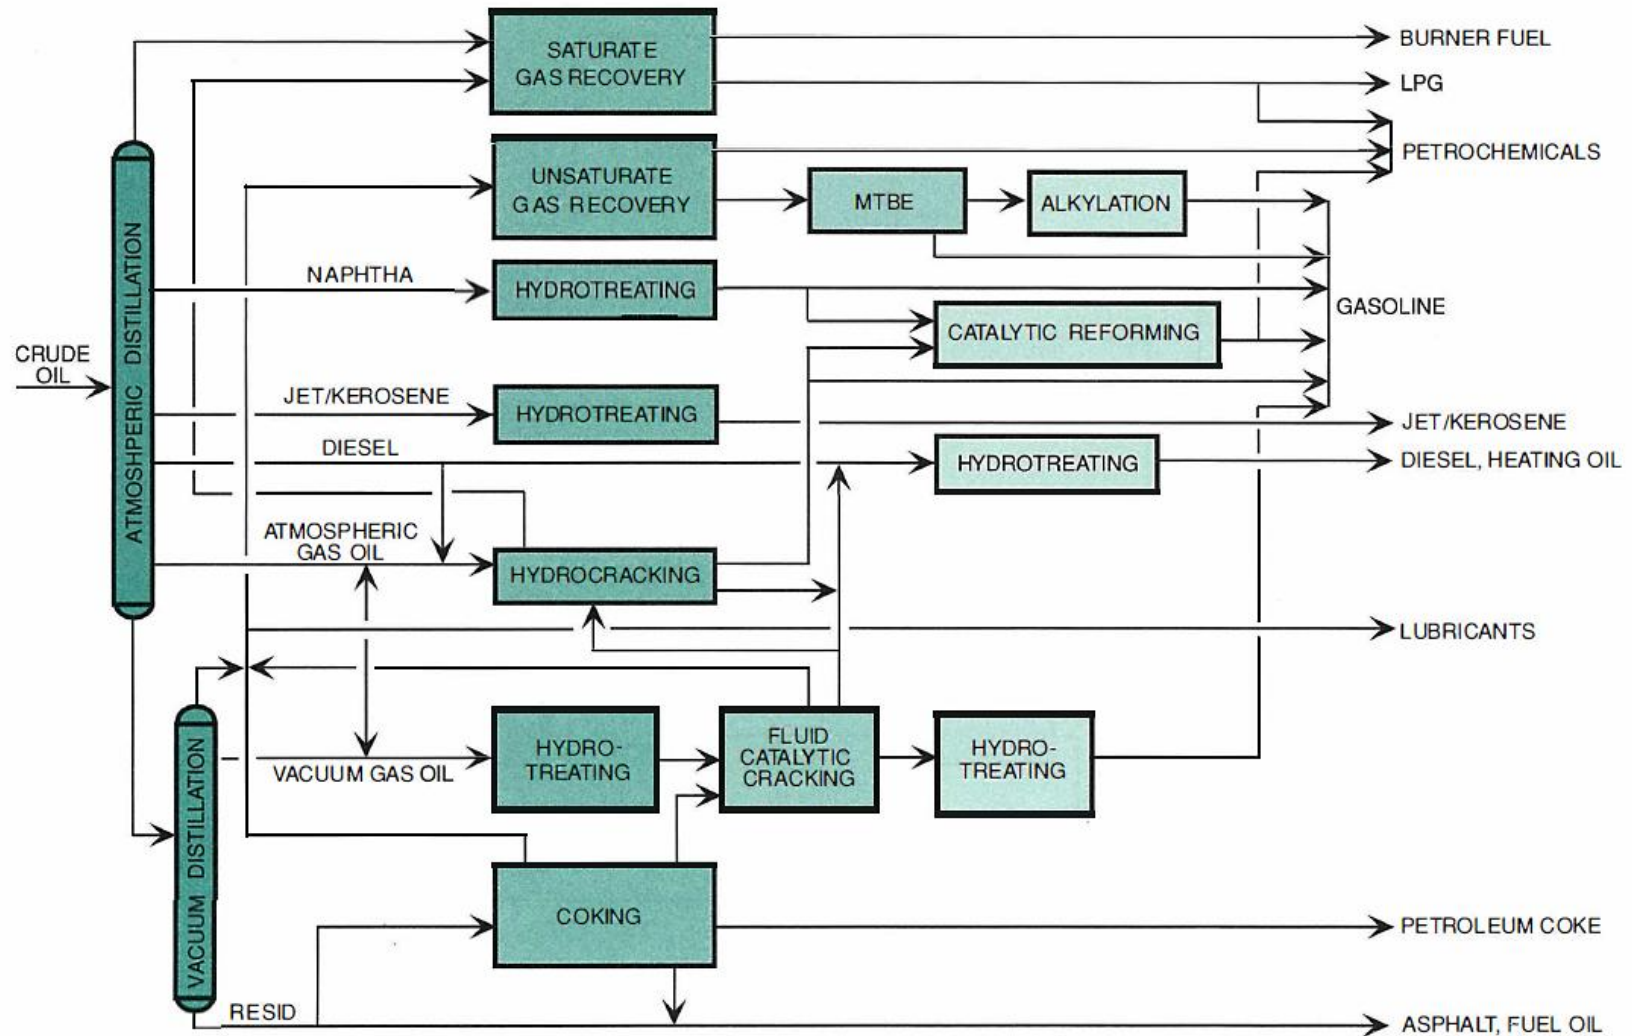 SATURATE
GAS RECOVERY
BURNER FUEL
LPG
UNSATURATE
GAS RECOVERY
MTBE
ALKYLATION
PETROCHEMICALS
ATMOSHPERIC DISTILLATION
NAPHTHA
HYDROTREATING
CATALYTIC REFORMING
GASOLINE
CRUDE
OIL
JET/KEROSENE
HYDROTREATING
JET/KEROSENE
DIESEL
HYDROTREATING
DIESEL, HEATING OIL
ATMOSPHERIC
GAS OIL
HYDROCRACKING
LUBRICANTS
VACUUM DISTILLATION
VACUUM GAS OIL
HYDRO-
TREATING
FLUID
CATALYTIC
CRACKING
HYDRO-
TREATING
COKING
PETROLEUM COKE
RESID
ASPHALT, FUEL OIL